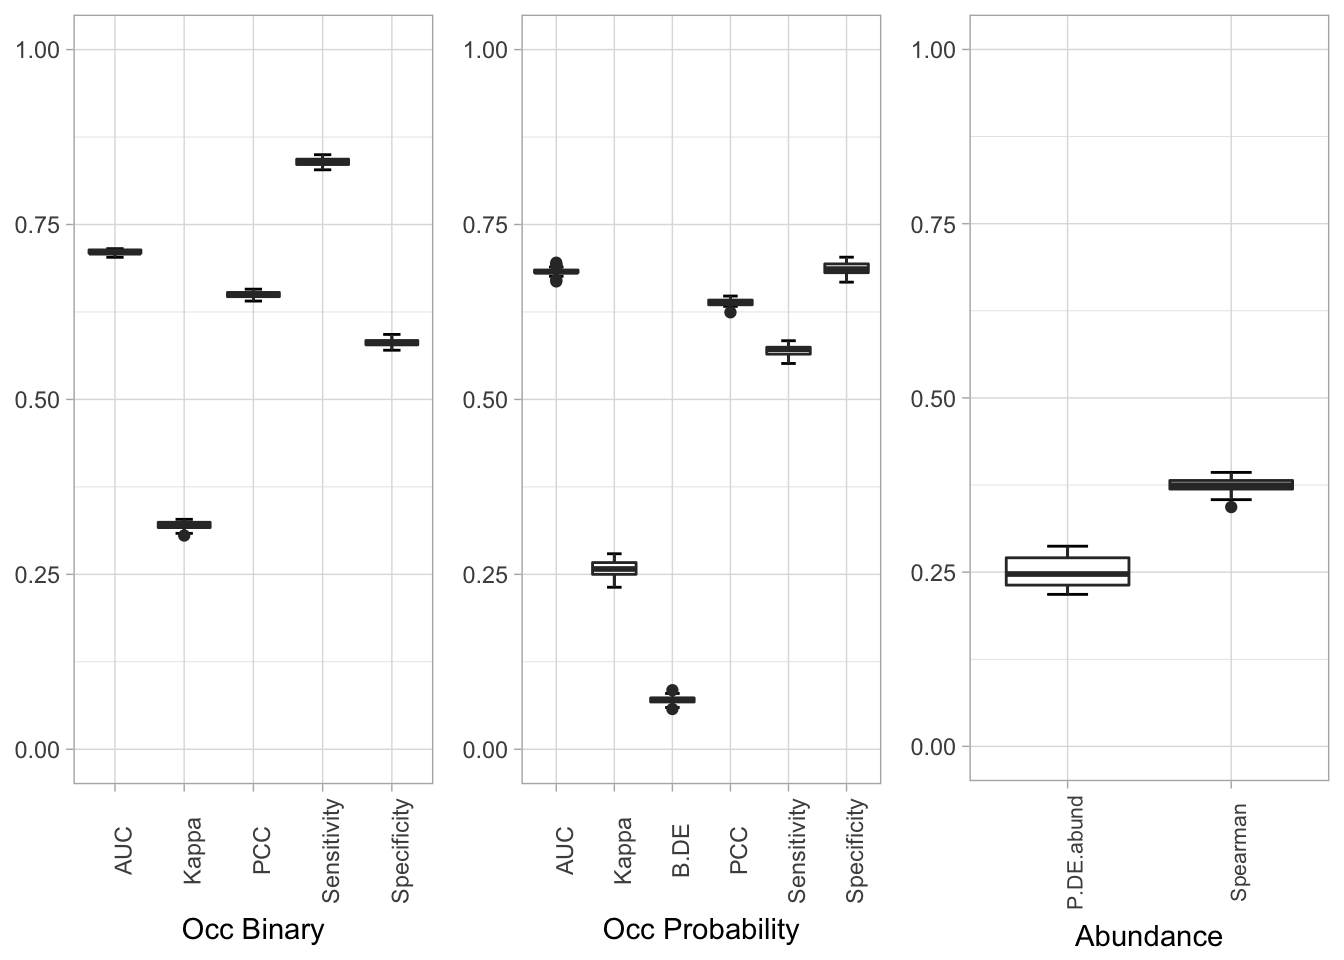 1.00
0.75
0.50
0.25
0.00
AUC
Kappa
PCC
Sensitivity
Specificity
Occ Binary
1.00
0.75
0.50
0.25
0.00
AUC
Kappa
B.DE
PCC
Sensitivity
Specificity
Occ Probability
1.00
0.75
0.50
0.25
0.00
P.DE.abund
Spearman
Abundance